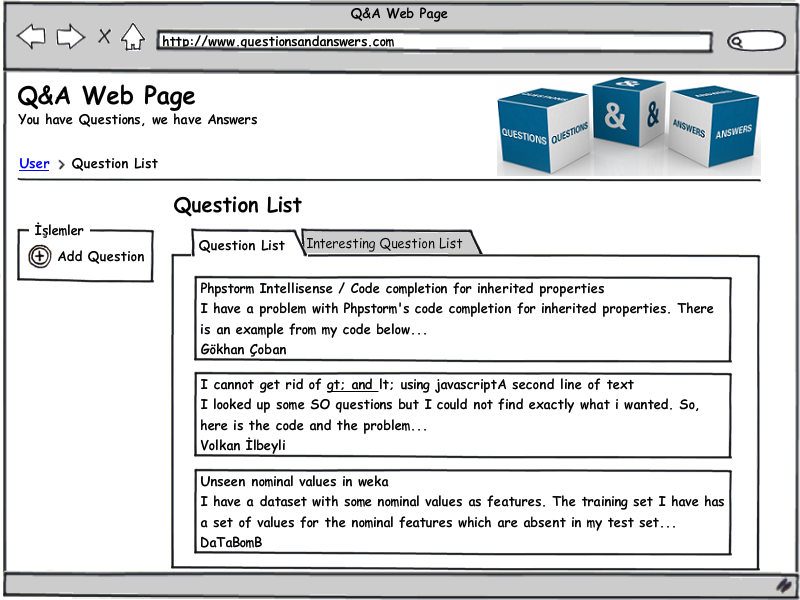 Q&A Web Page
http://www.questionsandanswers.com
Q&A Web Page
You have Questions, we have Answers
QUESTIONS
QUESTIONS
QUESTIONS
&
&
&
ANSWERS
ANSWERS
ANSWERS
User > Question List
Question List
İşlemler
Add Question
Question List
Interesting Question List
Phpstorm Intellisense / Code completion for inherited properties
I have a problem with Phpstorm's code completion for inherited properties. There
is an example from my code below...
Gökhan Çoban
I cannot get rid of gt; and lt; using javascriptA second line of text
I looked up some SO questions but I could not find exactly what i wanted. So,
here is the code and the problem...
Volkan İlbeyli
Unseen nominal values in weka
I have a dataset with some nominal values as features. The training set I have has
a set of values for the nominal features which are absent in my test set...
DaTaBomB